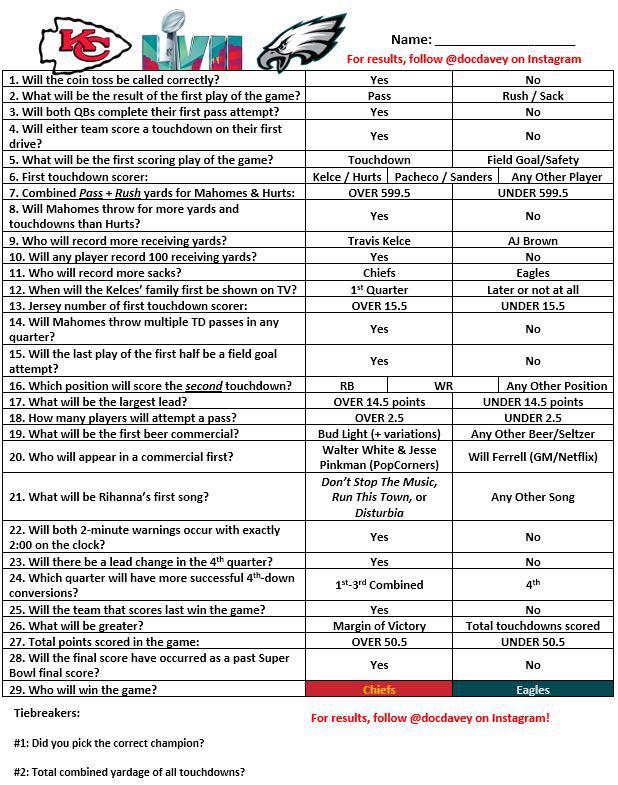 KC
LVII
Name: ____________________
For results, follow @docdavey on Instagram
1. Will the coin toss be called correctly? Yes No
2. What will be the result of the first play of the game? Pass Rush / Sack
3. Will both QBs complete their first pass attempt? Yes No
4. Will either team score a touchdown on their first
drive? Yes No
5. What will be the first scoring play of the game? Touchdown Field Goal/Safety
6. First touchdown scorer: Kelce / Hurts Pacheco / Sanders Any Other Player
7. Combined Pass + Rush yards for Mahomes & Hurts: OVER 599.5 UNDER 599.5
8. Will Mahomes throw for more yards and
touchdowns than Hurts? Yes No
9. Who will record more receiving yards? Travis Kelce AJ Brown
10. Will any player record 100 receiving yards? Yes No
11. Who will record more sacks? Chiefs Eagles
12. When will the Kelces' family first be shown on TV? 1st Quarter Later or not at all
13. Jersey number of first touchdown scorer: OVER 15.5 UNDER 15.5
14. Will Mahomes throw multiple TD passes in any
quarter? Yes No
15. Will the last play of the first half be a field goal
attempt? Yes No
16. Which position will score the second touchdown? RB WR Any Other Position
17. What will be the largest lead? OVER 14.5 points UNDER 14.5 points
18. How many players will attempt a pass? OVER 2.5 UNDER 2.5
19. What will be the first beer commercial? Bud Light (+ variations) Any Other Beer/Seltzer
20. Who will appear in a commercial first? Walter White & Jesse
Pinkman (PopCorners) Will Ferrell (GM/Netflix)
21. What will be Rihanna's first song? Don't Stop The Music,
Run This Town, or
Disturbia Any Other Song
22. Will both 2-minute warnings occur with exactly
2:00 on the clock? Yes No
23. Will there be a lead change in the 4th quarter? Yes No
24. Which quarter will have more successful 4th-down
conversions? 1st-3rd Combined 4th
25. Will the team that scores last win the game? Yes No
26. What will be greater? Margin of Victory Total touchdowns scored
27. Total points scored in the game: OVER 50.5 UNDER 50.5
28. Will the final score have occurred as a past Super
Bowl final score? Yes No
29. Who will win the game? Chiefs Eagles
Tiebreakers:
For results, follow @docdavey on Instagram!
#1: Did you pick the correct champion?
#2: Total combined yardage of all touchdowns?